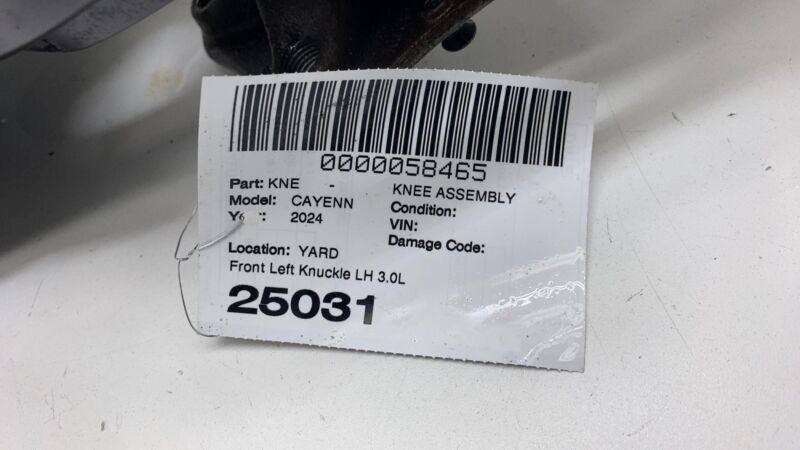 0000058465
Part: KNE - KNEE ASSEMBLY
Model: CAYENN Condition:
2024 VIN:
Damage Code:
Location: YARD
Front Left Knuckle LH 3.0L
25031